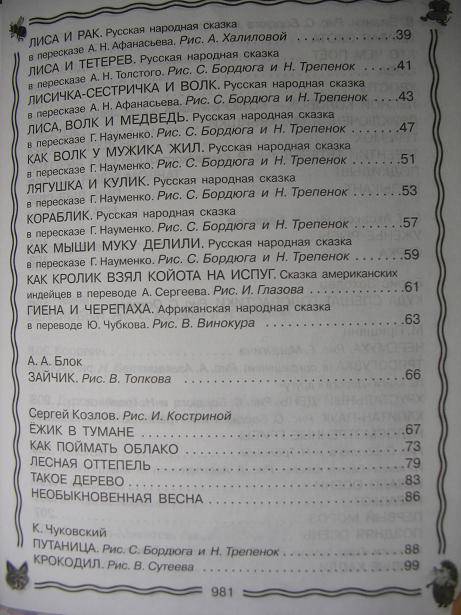 ЛИСА И РАК. Русская народная сказка
в пересказе А. Н. Афанасьева. Рис. А. Халиловой ............ 39
ЛИСА И ТЕТЕРЕВ. Русская народная сказка
в пересказе А. Н. Толстого. Рис. С. Бордюга и Н. Трепенок ...... 41
ЛИСИЧКА-СЕСТРИЧКА И ВОЛК. Русская народная сказка
в пересказе А. Н. Афанасьева. Рис. С. Бордюга и Н. Трепенок .... 43
ЛИСА, ВОЛК И МЕДВЕДЬ. Русская народная сказка
в пересказе Г. Науменко. Рис. С. Бордюга и Н. Трепенок ........ 47
КАК ВОЛК У МУЖИКА ЖИЛ. Русская народная сказка
в пересказе Г. Науменко. Рис. С. Бордюга и Н. Трепенок ........ 51
ЛЯГУШКА И КУЛИК. Русская народная сказка
в пересказе Г. Науменко. Рис. С. Бордюга и Н. Трепенок ........ 53
КОРАБЛИК. Русская народная сказка
в пересказе Г. Науменко. Рис. С. Бордюга и Н. Трепенок ........ 57
КАК МЫШИ МУКУ ДЕЛИЛИ. Русская народная сказка
в пересказе Г. Науменко. Рис. С. Бордюга и Н. Трепенок ........ 59
КАК КРОЛИК ВЗЯЛ КОЙОТА НА ИСПУГ. Сказка американских
индейцев в переводе А. Сергеева. Рис. И. Глазова ............ 61
ГИЕНА И ЧЕРЕПАХА. Африканская народная сказка
в переводе Ю. Чубкова. Рис. В. Винокура ................ 63
А. А. Блок
ЗАЙЧИК. Рис. В. Топкова ............................ 66
Сергей Козлов. Рис. И. Костриной
ЁЖИК В ТУМАНЕ ............................ 67
КАК ПОЙМАТЬ ОБЛАКО ........................ 73
ЛЕСНАЯ ОТТЕПЕЛЬ ............................ 79
ТАКОЕ ДЕРЕВО ................................ 83
НЕОБЫКНОВЕННАЯ ВЕСНА ...................... 86
К. Чуковский
ПУТАНИЦА. Рис. С. Бордюга и Н. Трепенок ................ 88
КРОКОДИЛ. Рис. В. Сутеева ........................ 99
981